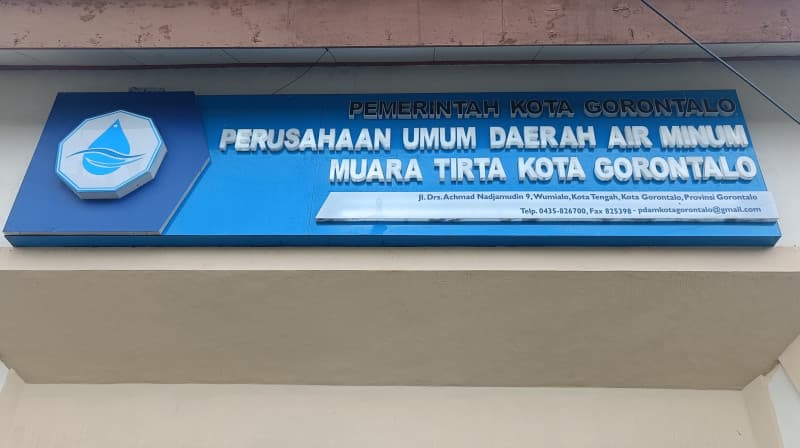 PEMERINTAH KOTA GORONTALO
PERUSAHAAN UMUM DAERAH AIR MINUM
MUARA TIRTA KOTA GORONTALO
Jl. Drs. Achmad Nadjamudin 9, Wumialo, Kota Tengah, Kota Gorontalo, Provinsi Gorontalo
Telp. 0435-826700, Fax 825398 - pdamkotagorontalo@gmail.com